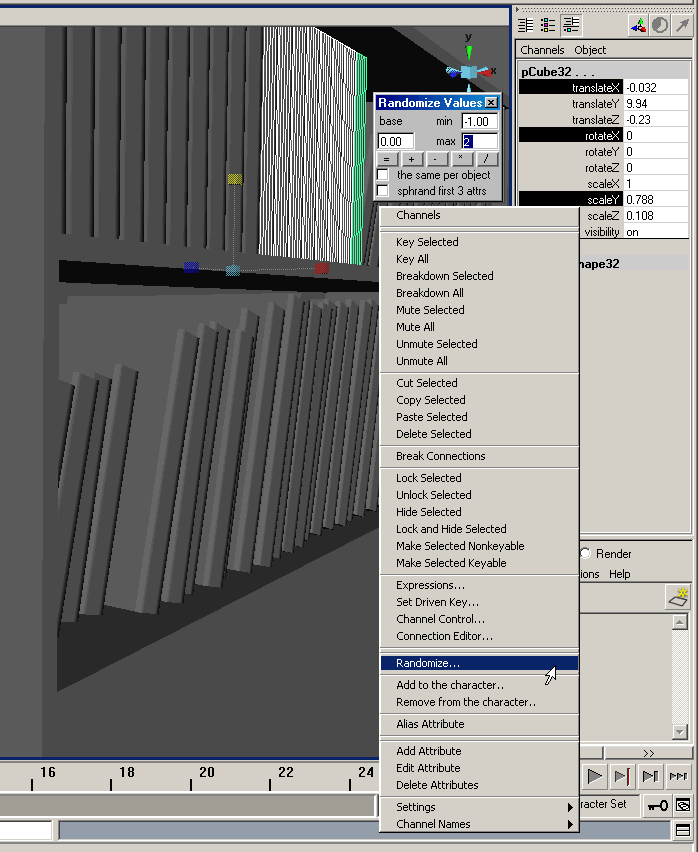 Channels Object
pCube32 . . .
translateX -0.032
translateY 9.94
translateZ -0.23
rotateX 0
rotateY 0
rotateZ 0
scaleX 1
scaleY 0.788
scaleZ 0.108
visibility on
hape32
y
x
Randomize Values
base min -1.00
0.00 max 2
= + - * /
the same per object
sphrand first 3 attrs
Channels
Key Selected
Key All
Breakdown Selected
Breakdown All
Mute Selected
Mute All
Unmute Selected
Unmute All
Cut Selected
Copy Selected
Paste Selected
Delete Selected
Break Connections
Lock Selected
Unlock Selected
Hide Selected
Lock and Hide Selected
Make Selected Nonkeyable
Make Selected Keyable
Expressions...
Set Driven Key...
Channel Control...
Connection Editor...
Randomize...
Add to the character..
Remove from the character..
Alias Attribute
Add Attribute
Edit Attribute
Delete Attributes
Settings
Channel Names
Render
ions Help
>>
16 18 20 22 24
racter Set